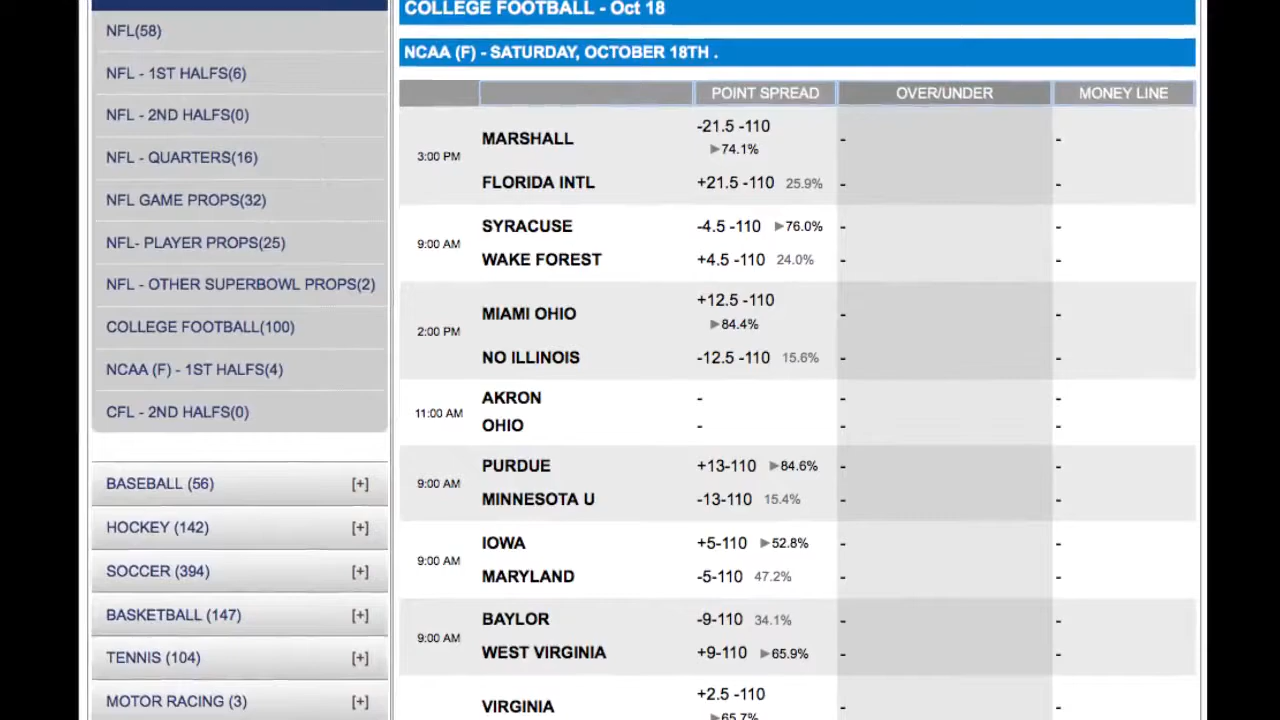 NFL(58)
NFL - 1ST HALFS(6)
NFL - 2ND HALFS(0)
NFL - QUARTERS(16)
NFL GAME PROPS(32)
NFL- PLAYER PROPS(25)
NFL - OTHER SUPERBOWL PROPS(2)
COLLEGE FOOTBALL(100)
NCAA (F) - 1ST HALFS(4)
CFL - 2ND HALFS(0)
BASEBALL (56) [+]
HOCKEY (142) [+]
SOCCER (394) [+]
BASKETBALL (147) [+]
TENNIS (104) [+]
MOTOR RACING (3) [+]
COLLEGE FOOTBALL - Oct 18
NCAA (F) - SATURDAY, OCTOBER 18TH .
POINT SPREAD OVER/UNDER MONEY LINE
3:00 PM
MARSHALL -21.5 -110 ▶74.1% - -
FLORIDA INTL +21.5 -110 25.9% - -
9:00 AM
SYRACUSE -4.5 -110 ▶76.0% - -
WAKE FOREST +4.5 -110 24.0% - -
2:00 PM
MIAMI OHIO +12.5 -110 ▶84.4% - -
NO ILLINOIS -12.5 -110 15.6% - -
11:00 AM
AKRON - - -
OHIO - - -
9:00 AM
PURDUE +13-110 ▶84.6% - -
MINNESOTA U -13-110 15.4% - -
9:00 AM
IOWA +5-110 ▶52.8% - -
MARYLAND -5-110 47.2% - -
9:00 AM
BAYLOR -9-110 34.1% - -
WEST VIRGINIA +9-110 ▶65.9% - -
VIRGINIA +2.5 -110 ▶65.7% - -